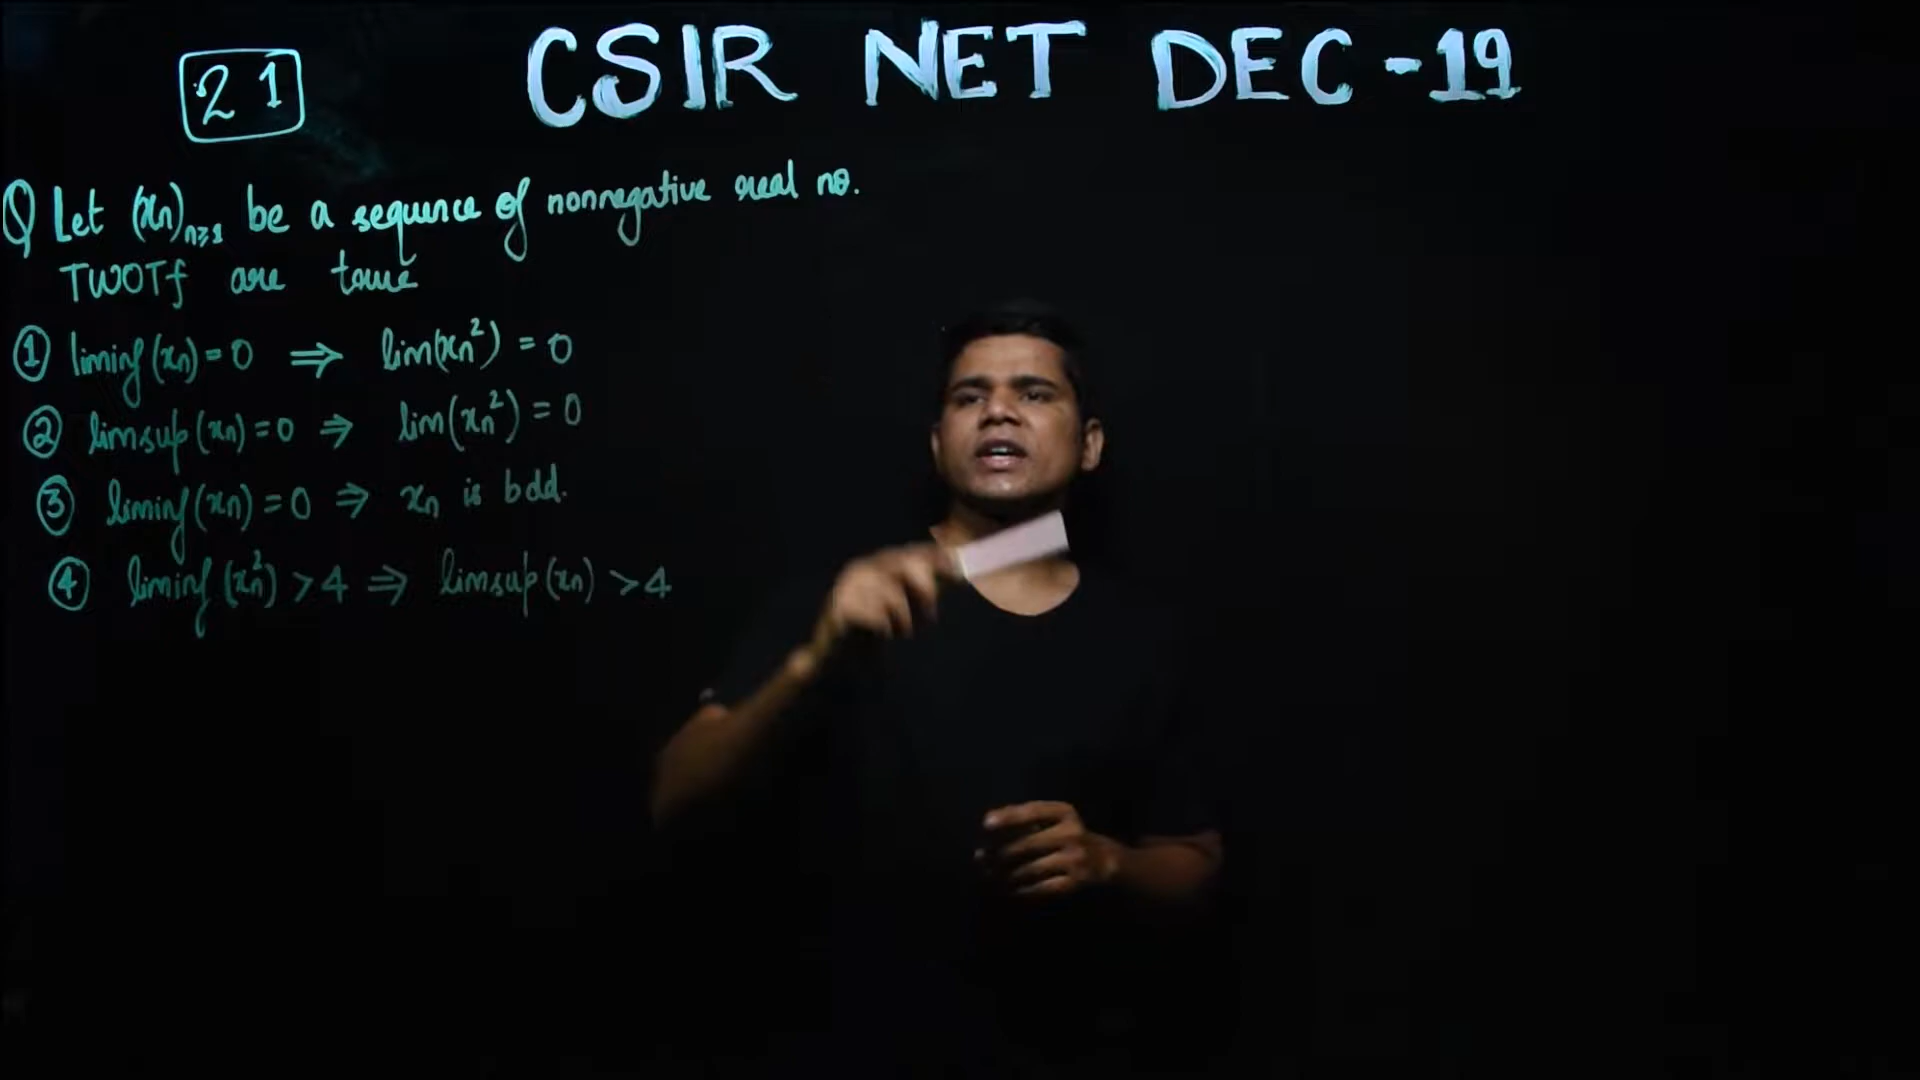 21
CSIR NET DEC-19
Q Let (xn)n≥1 be a sequence of nonnegative real no.
TWOTf are true
① liminf(xn)=0 ⇒ lim(xn²) = 0
② limsup(xn)=0 ⇒ lim(xn²) = 0
③ liminf(xn)=0 ⇒ xn is bdd.
④ liminf(xn²) >4 ⇒ limsup(xn) >4